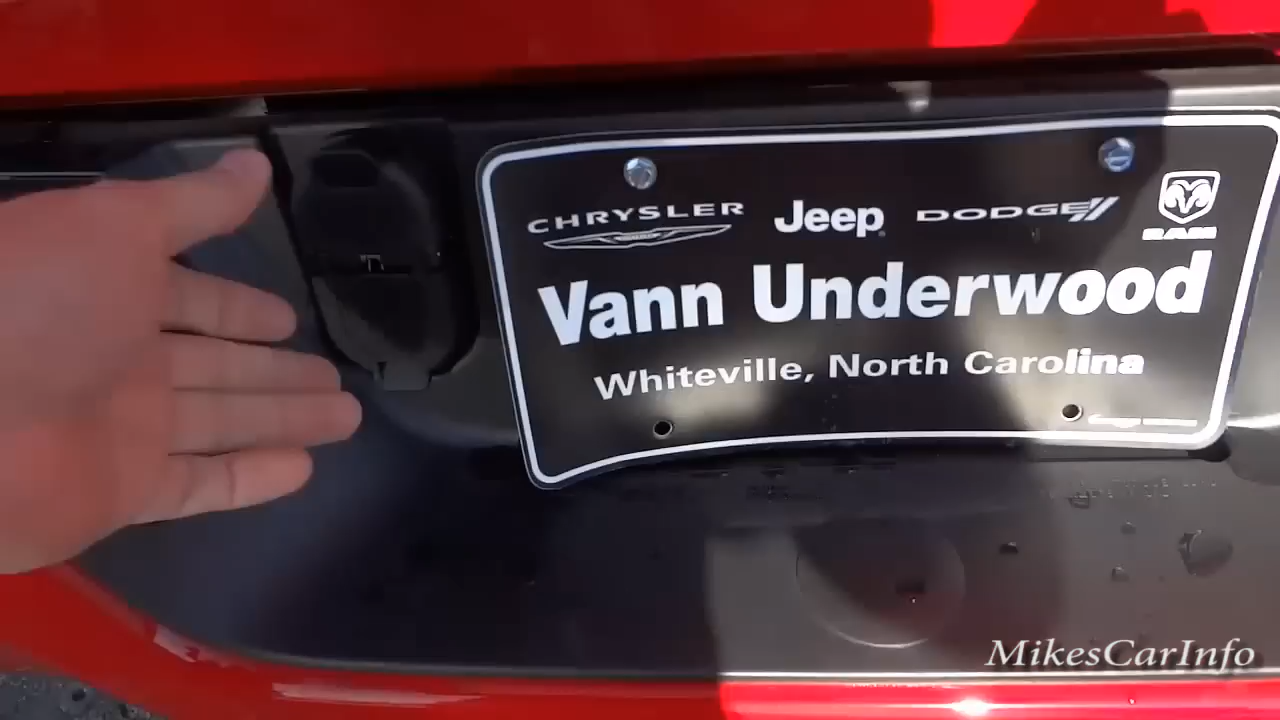 CHRYSLER Jeep DODGE RAM
Vann Underwood
Whiteville, North Carolina
MikesCarInfo